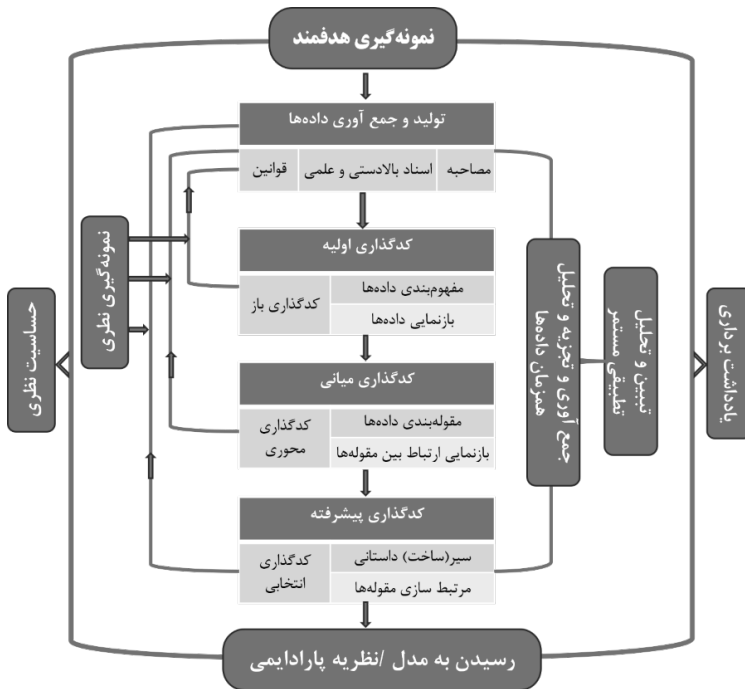 نمونه‌گیری هدفمند
تولید و جمع آوری داده‌ها
مصاحبه
اسناد بالادستی و علمی
قوانین
کدگذاری اولیه
مفهوم‌بندی داده‌ها
بازنمایی داده‌ها
کدگذاری باز
کدگذاری میانی
مقوله‌بندی داده‌ها
بازنمایی ارتباط بین مقوله‌ها
کدگذاری
محوری
کدگذاری پیشرفته
سیر(ساخت) داستانی
مرتبط سازی مقوله‌ها
کدگذاری
انتخابی
رسیدن به مدل /نظریه پارادایمی
یادداشت برداری
تبیین و تحلیل
تطبیقی مستمر
جمع آوری و تجزیه و تحلیل
همزمان داده‌ها
نمونه‌گیری نظری
حساسیت نظری